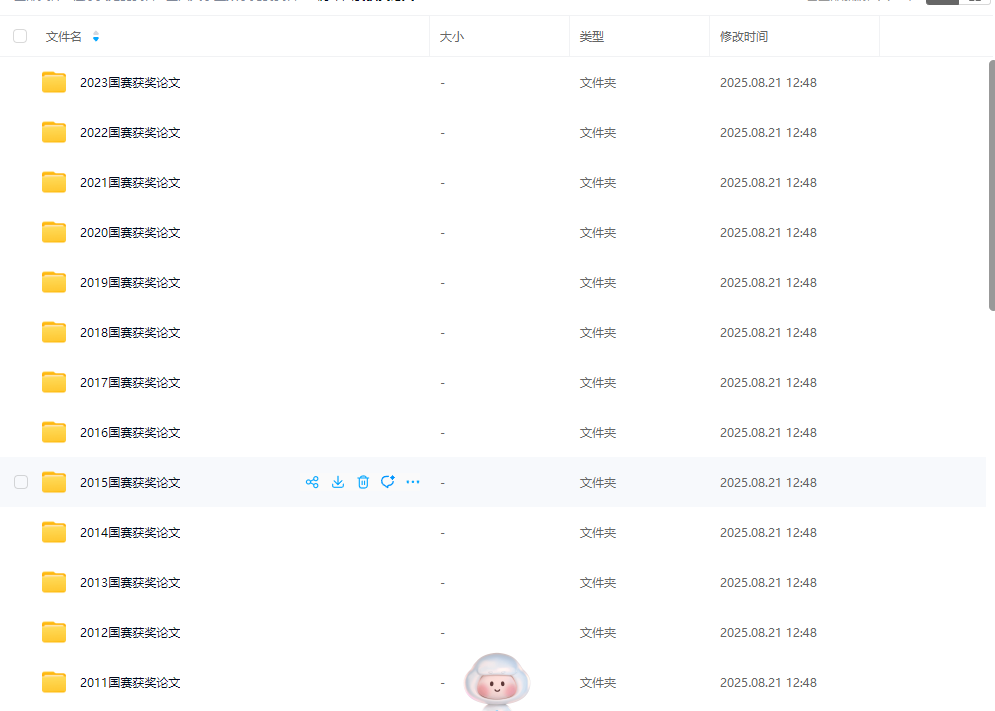 文件名 大小 类型 修改时间
2023国赛获奖论文 - 文件夹 2025.08.21 12:48
2022国赛获奖论文 - 文件夹 2025.08.21 12:48
2021国赛获奖论文 - 文件夹 2025.08.21 12:48
2020国赛获奖论文 - 文件夹 2025.08.21 12:48
2019国赛获奖论文 - 文件夹 2025.08.21 12:48
2018国赛获奖论文 - 文件夹 2025.08.21 12:48
2017国赛获奖论文 - 文件夹 2025.08.21 12:48
2016国赛获奖论文 - 文件夹 2025.08.21 12:48
2015国赛获奖论文 - 文件夹 2025.08.21 12:48
2014国赛获奖论文 - 文件夹 2025.08.21 12:48
2013国赛获奖论文 - 文件夹 2025.08.21 12:48
2012国赛获奖论文 - 文件夹 2025.08.21 12:48
2011国赛获奖论文 - 文件夹 2025.08.21 12:48